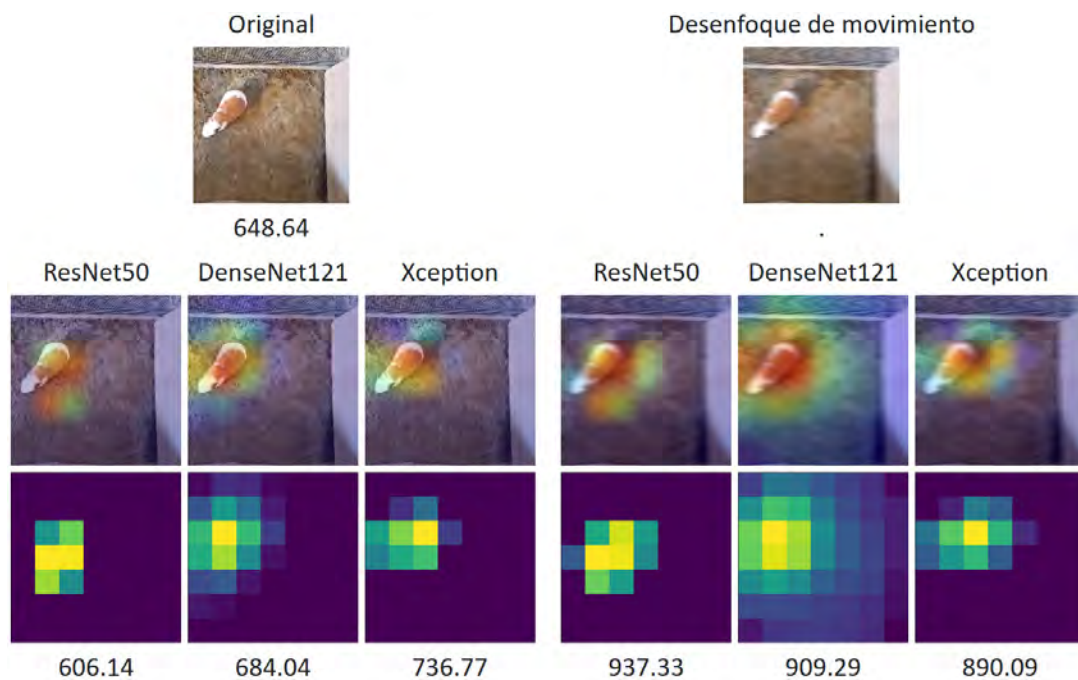 Original
Desenfoque de movimiento
648.64
.
ResNet50 DenseNet121 Xception ResNet50 DenseNet121 Xception
606.14 684.04 736.77 937.33 909.29 890.09